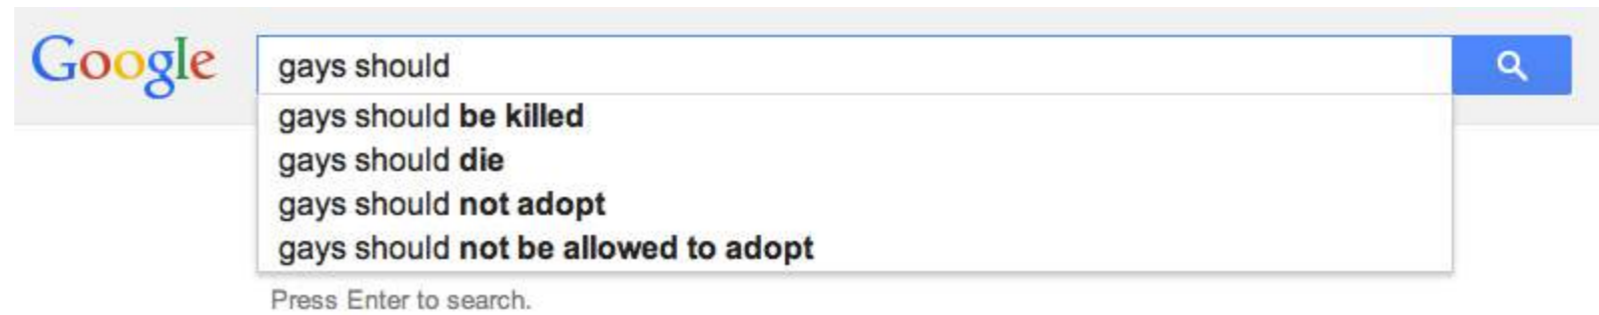 Google
gays should
gays should be killed
gays should die
gays should not adopt
gays should not be allowed to adopt
Press Enter to search.